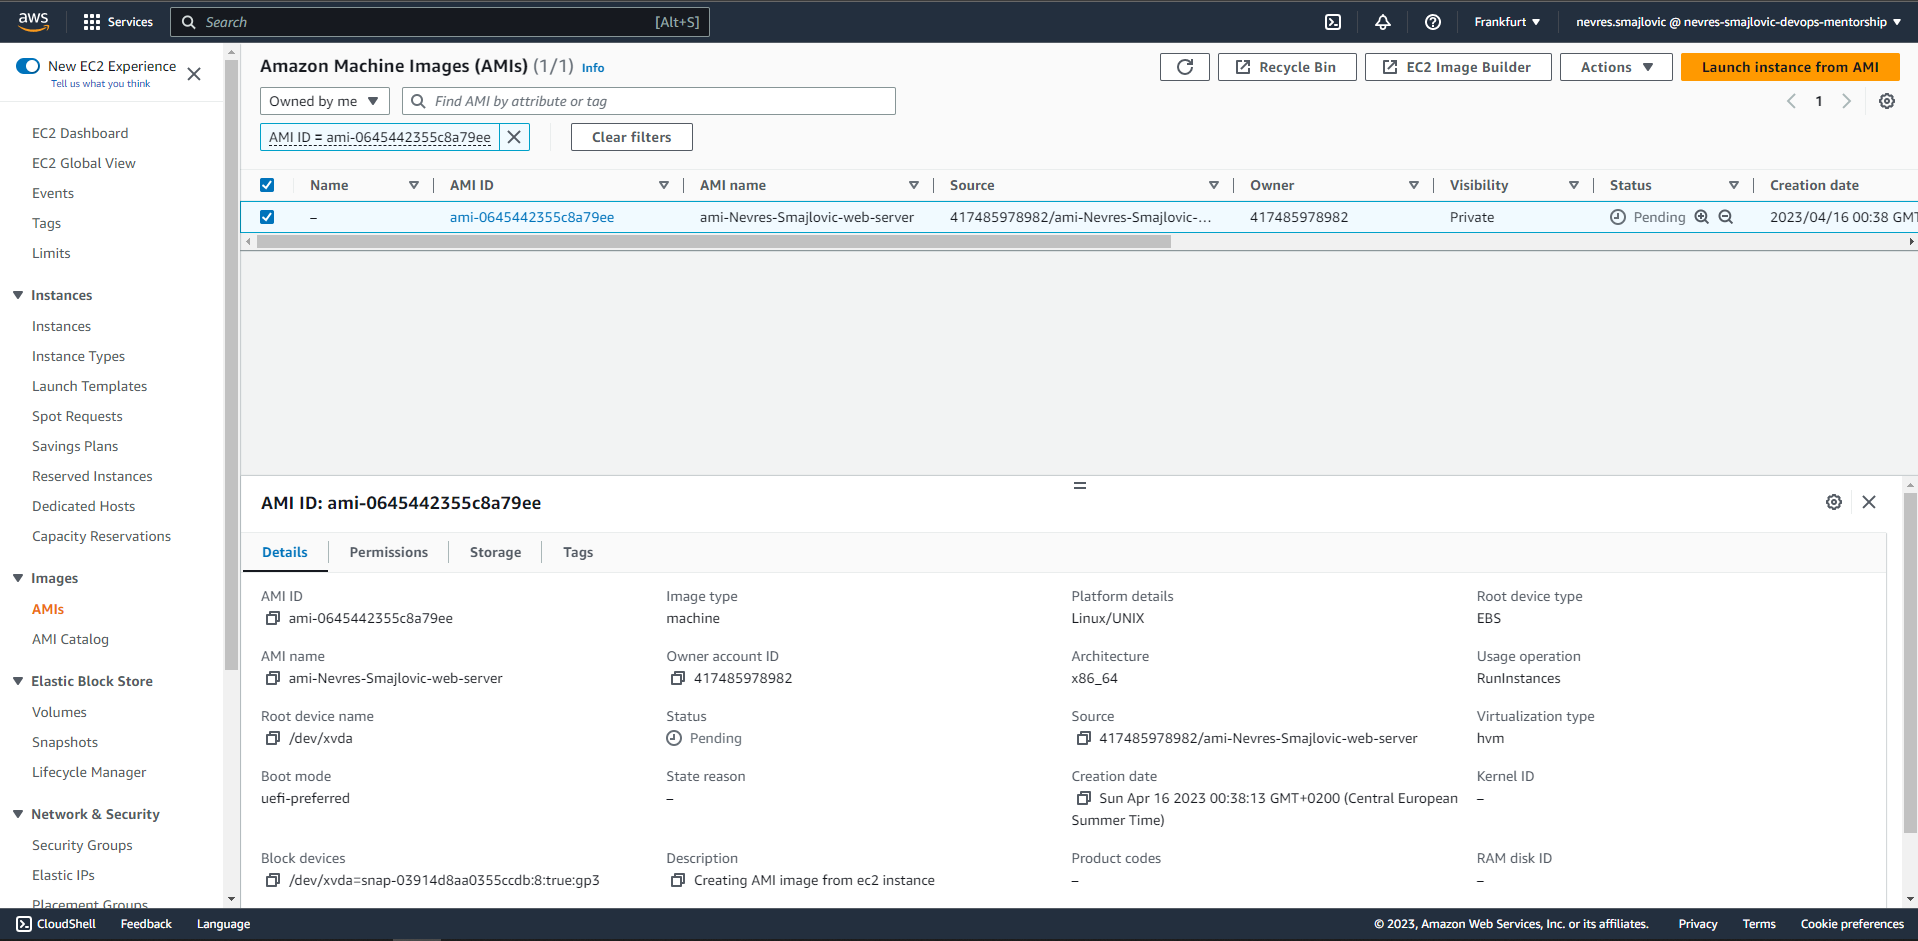 aws
Services
Search
[Alt+S]
Frankfurt
nevres.smajlovic @ nevres-smajlovic-devops-mentorship
New EC2 Experience
Tell us what you think
EC2 Dashboard
EC2 Global View
Events
Tags
Limits
Instances
Instances
Instance Types
Launch Templates
Spot Requests
Savings Plans
Reserved Instances
Dedicated Hosts
Capacity Reservations
Images
AMIs
AMI Catalog
Elastic Block Store
Volumes
Snapshots
Lifecycle Manager
Network & Security
Security Groups
Elastic IPs
Placement Groups
Amazon Machine Images (AMIs) (1/1) Info
Recycle Bin
EC2 Image Builder
Actions
Launch instance from AMI
Owned by me
Find AMI by attribute or tag
1
AMI ID = ami-0645442355c8a79ee
Clear filters
Name AMI ID AMI name Source Owner Visibility Status Creation date
– ami-0645442355c8a79ee ami-Nevres-Smajlovic-web-server 417485978982/ami-Nevres-Smajlovic-... 417485978982 Private Pending 2023/04/16 00:38 GMT
AMI ID: ami-0645442355c8a79ee
Details Permissions Storage Tags
AMI ID
ami-0645442355c8a79ee
Image type
machine
Platform details
Linux/UNIX
Root device type
EBS
AMI name
ami-Nevres-Smajlovic-web-server
Owner account ID
417485978982
Architecture
x86_64
Usage operation
RunInstances
Root device name
/dev/xvda
Status
Pending
Source
417485978982/ami-Nevres-Smajlovic-web-server
Virtualization type
hvm
Boot mode
uefi-preferred
State reason
–
Creation date
Sun Apr 16 2023 00:38:13 GMT+0200 (Central European
Summer Time)
Kernel ID
–
Block devices
/dev/xvda=snap-03914d8aa0355ccdb:8:true:gp3
Description
Creating AMI image from ec2 instance
Product codes
–
RAM disk ID
–
CloudShell
Feedback
Language
© 2023, Amazon Web Services, Inc. or its affiliates.
Privacy
Terms
Cookie preferences